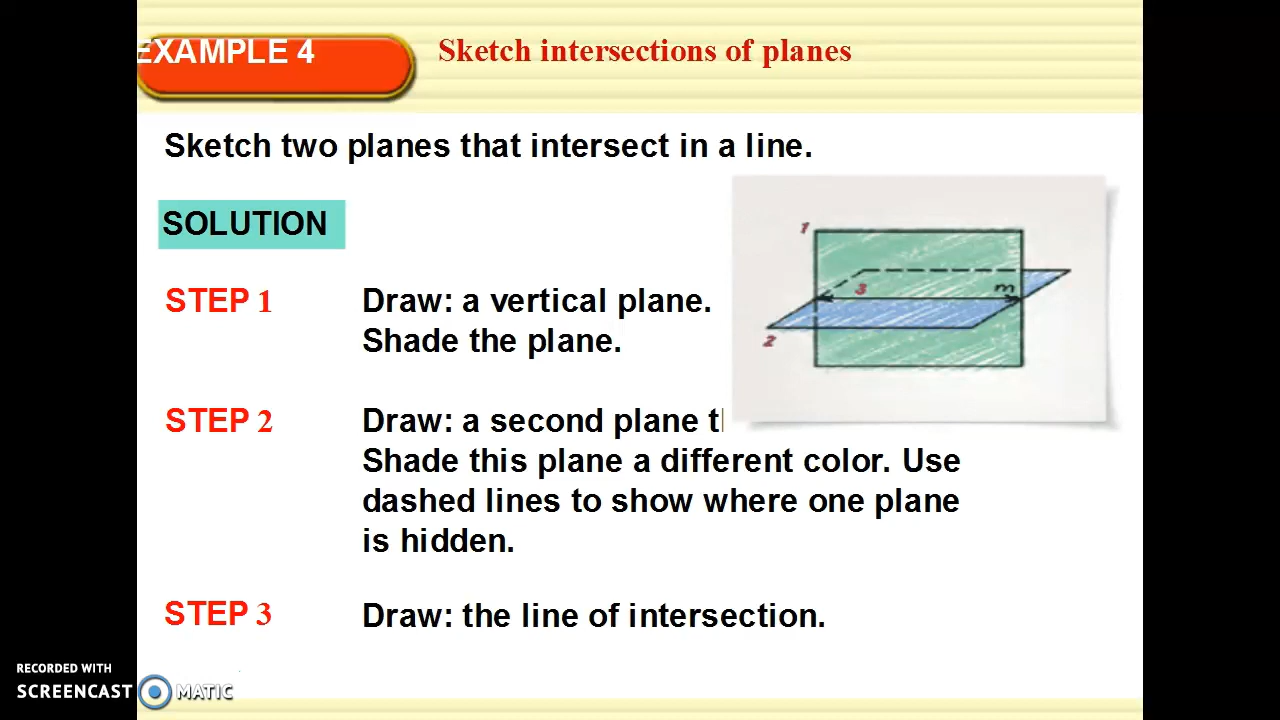 EXAMPLE 4
Sketch intersections of planes
Sketch two planes that intersect in a line.
SOLUTION
1
3
m
2
STEP 1
Draw: a vertical plane.
Shade the plane.
STEP 2
Draw: a second plane
Shade this plane a different color. Use
dashed lines to show where one plane
is hidden.
STEP 3
Draw: the line of intersection.
RECORDED WITH
SCREENCAST MATIC